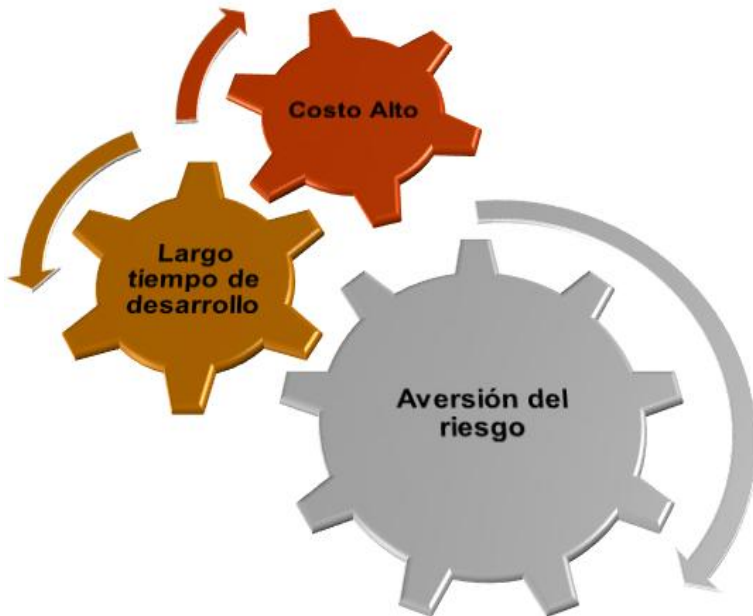 Costo Alto
Largo
tiempo de
desarrollo
Aversión del
riesgo